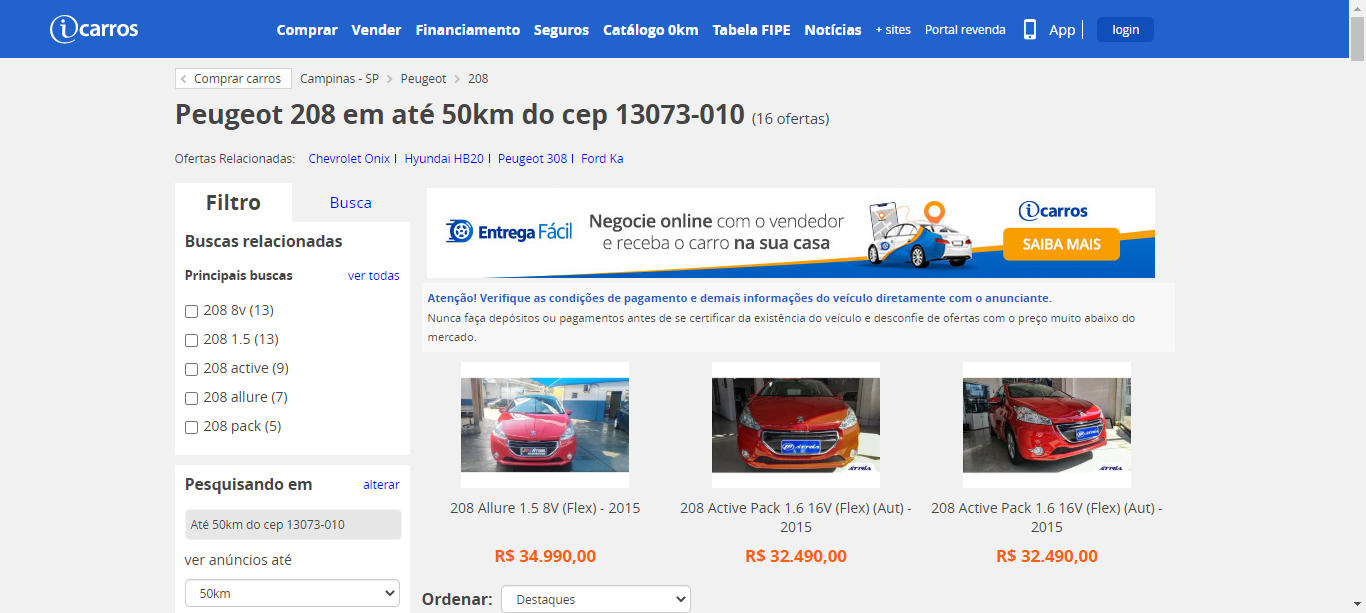 icarros
Comprar Vender Financiamento Seguros Catálogo 0km Tabela FIPE Notícias + sites Portal revenda App login
Comprar carros Campinas - SP Peugeot 208
Peugeot 208 em até 50km do cep 13073-010 (16 ofertas)
Ofertas Relacionadas: Chevrolet Onix | Hyundai HB20 | Peugeot 308 | Ford Ka
Filtro Busca
Buscas relacionadas
Principais buscas ver todas
208 8v (13)
208 1.5 (13)
208 active (9)
208 allure (7)
208 pack (5)
Pesquisando em alterar
Até 50km do cep 13073-010
ver anúncios até
50km
Entrega Fácil
Negocie online com o vendedor
e receba o carro na sua casa
icarros
SAIBA MAIS
Atenção! Verifique as condições de pagamento e demais informações do veículo diretamente com o anunciante.
Nunca faça depósitos ou pagamentos antes de se certificar da existência do veículo e desconfie de ofertas com o preço muito abaixo do
mercado.
208 Allure 1.5 8V (Flex) - 2015
R$ 34.990,00
208 Active Pack 1.6 16V (Flex) (Aut) -
2015
R$ 32.490,00
208 Active Pack 1.6 16V (Flex) (Aut) -
2015
R$ 32.490,00
Ordenar: Destaques